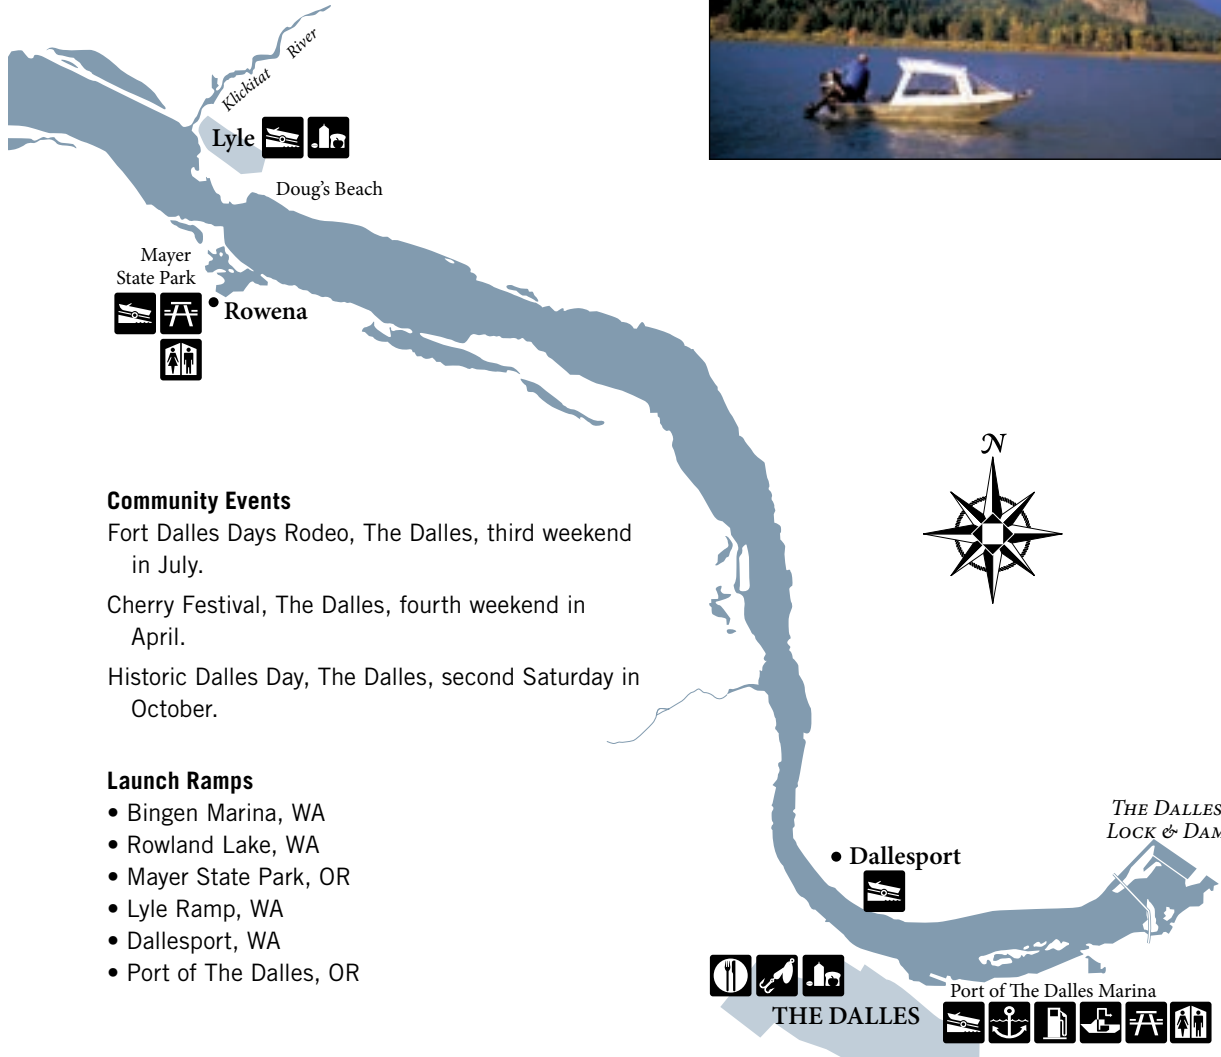 Klickitat River
Lyle
Doug's Beach
Mayer
State Park
Rowena
N
Community Events
Fort Dalles Days Rodeo, The Dalles, third weekend
in July.
Cherry Festival, The Dalles, fourth weekend in
April.
Historic Dalles Day, The Dalles, second Saturday in
October.
Launch Ramps
• Bingen Marina, WA
• Rowland Lake, WA
• Mayer State Park, OR
• Lyle Ramp, WA
• Dallesport, WA
• Port of The Dalles, OR
The Dalles
Lock & Dam
Dallesport
Port of The Dalles Marina
THE DALLES